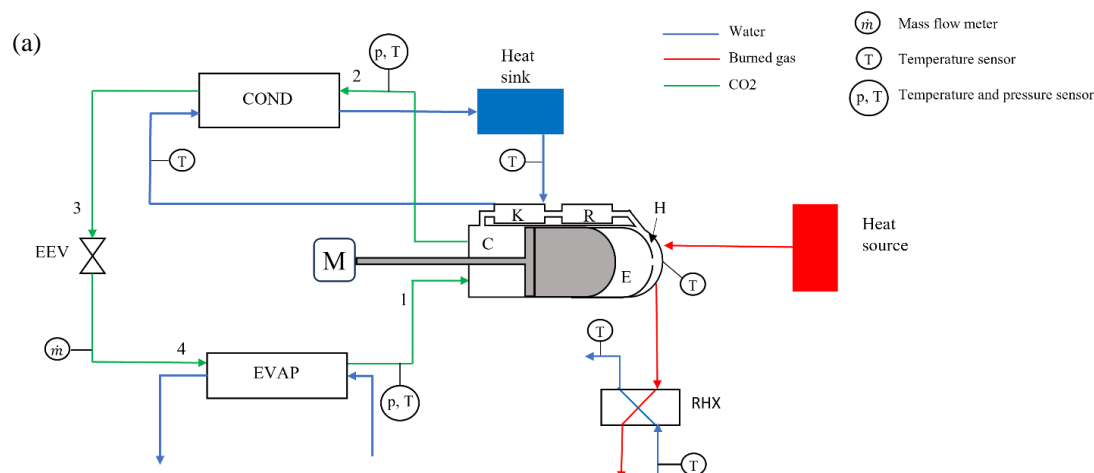 (a)
2
p, T
Heat
sink
Water
Burned gas
CO2
ṁ
Mass flow meter
T
Temperature sensor
p, T
Temperature and pressure sensor
COND
T
T
3
EEV
K
R
H
C
M
E
1
T
Heat
source
ṁ
4
EVAP
p, T
T
RHX
T